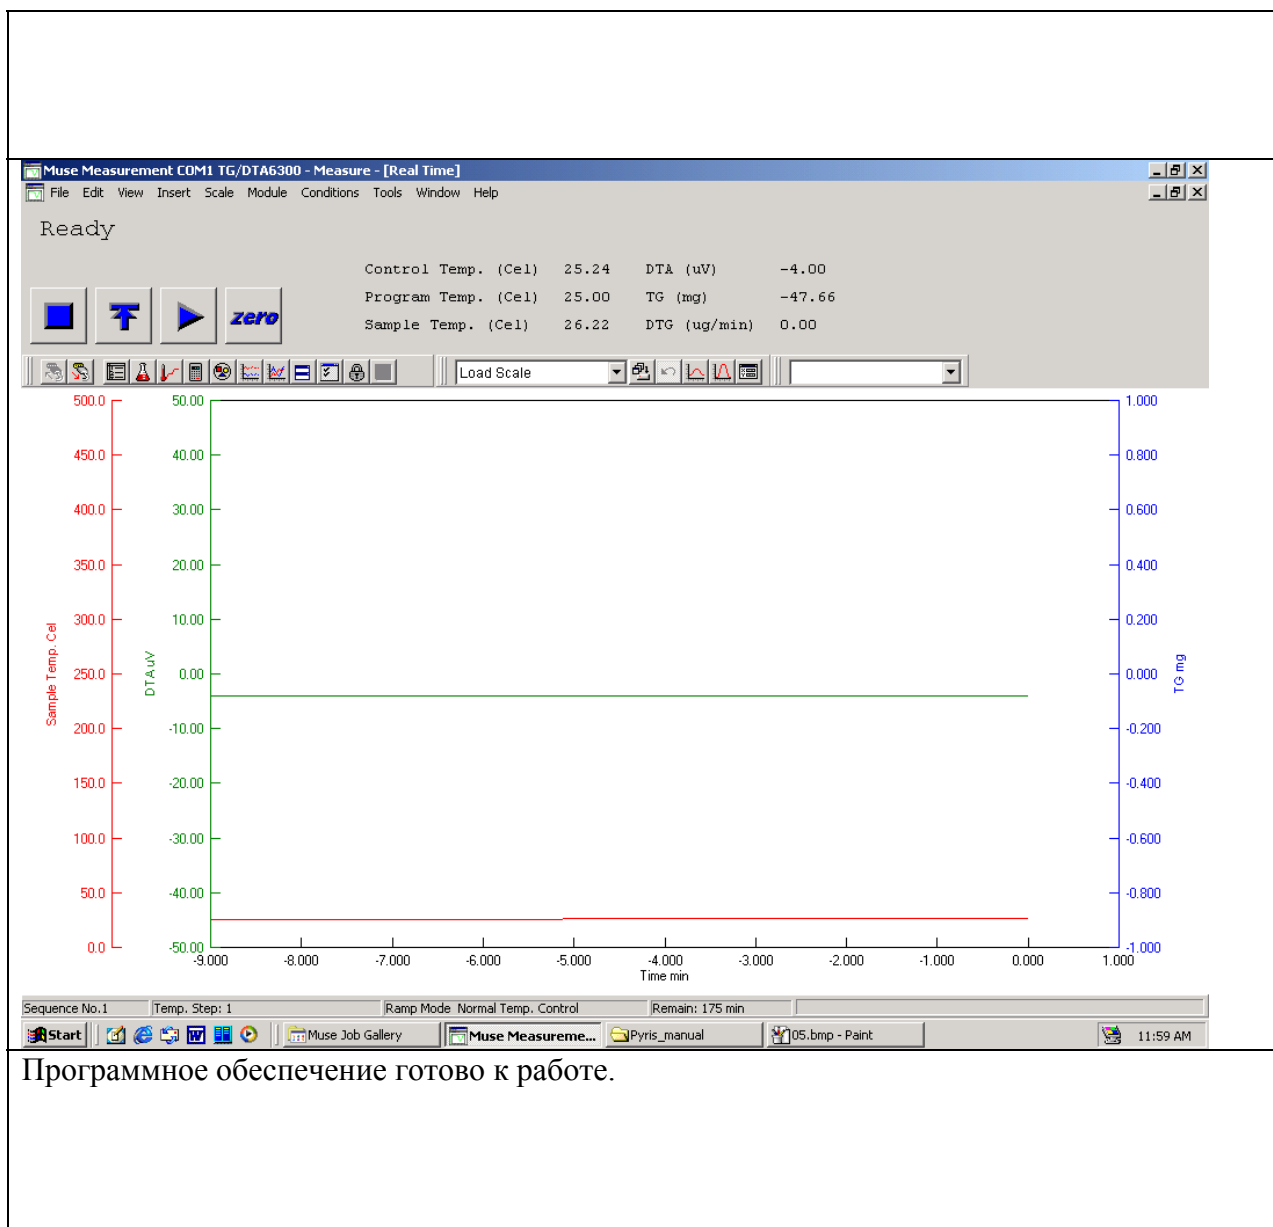 Muse Measurement COM1 TG/DTA6300 - Measure - [Real Time]
File Edit View Insert Scale Module Conditions Tools Window Help
Ready
Control Temp. (Cel) 25.24 DTA (uV) -4.00
Program Temp. (Cel) 25.00 TG (mg) -47.66
zero
Sample Temp. (Cel) 26.22 DTG (ug/min) 0.00
Load Scale
500.0 50.00 1.000
450.0 40.00 0.800
400.0 30.00 0.600
350.0 20.00 0.400
300.0 10.00 0.200
250.0 0.00 0.000
200.0 -10.00 -0.200
150.0 -20.00 -0.400
100.0 -30.00 -0.600
50.0 -40.00 -0.800
0.0 -50.00 -1.000
Sample Temp. Cel
DTA uV
TG mg
-9.000 -8.000 -7.000 -6.000 -5.000 -4.000 -3.000 -2.000 -1.000 0.000 1.000
Time min
Sequence No.1 Temp. Step: 1 Ramp Mode Normal Temp. Control Remain: 175 min
Start Muse Job Gallery Muse Measureme... Pyris_manual 05.bmp - Paint 11:59 AM
Программное обеспечение готово к работе.